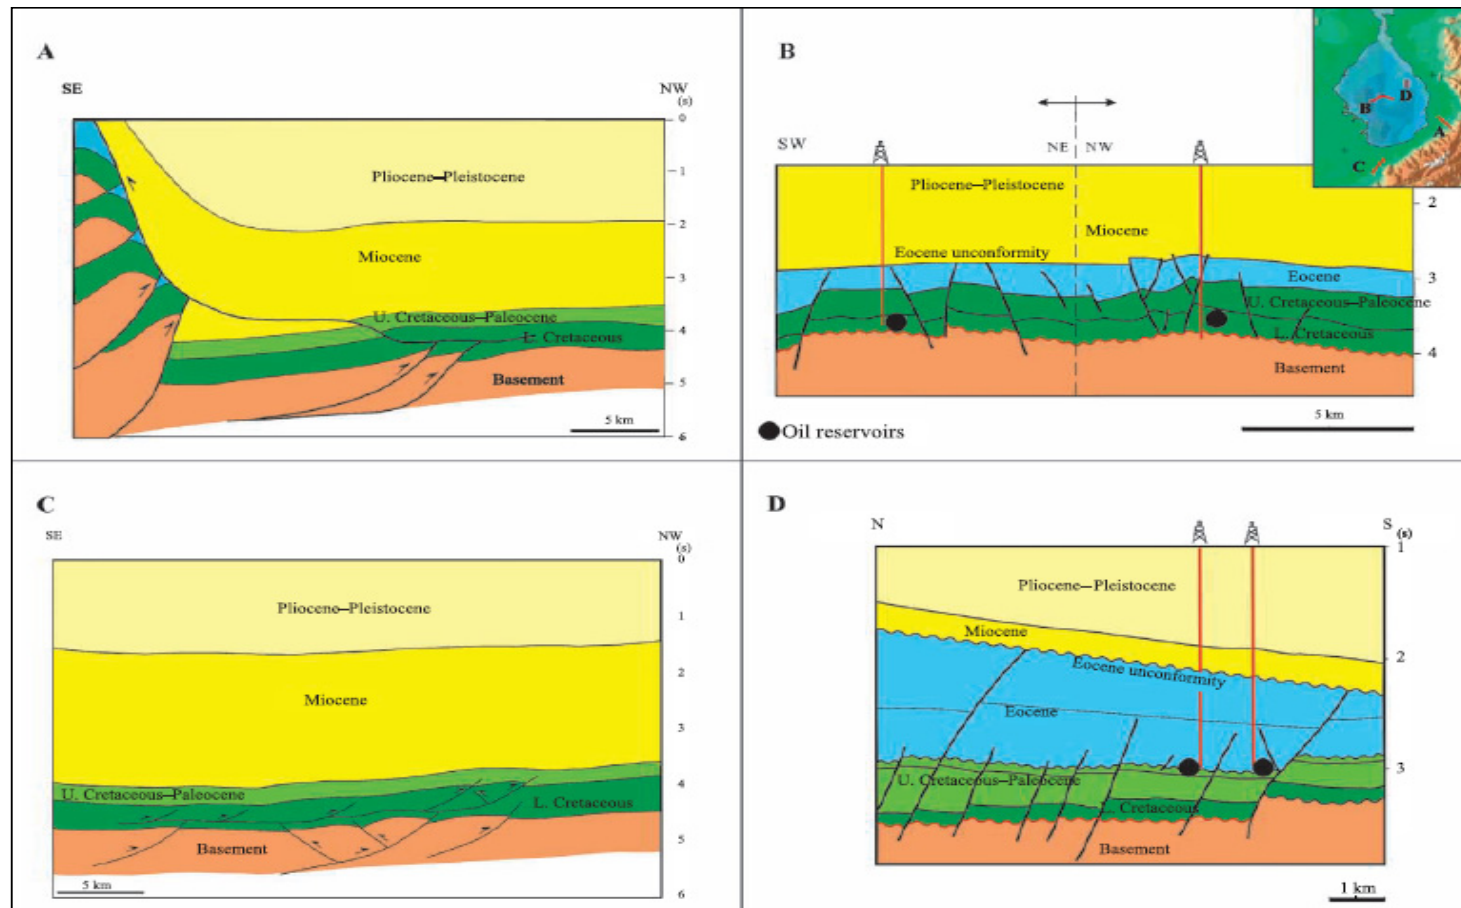 A
SE
NW
(s)
0
Pliocene–Pleistocene
1
2
Miocene
3
U. Cretaceous–Paleocene
4
L. Cretaceous
Basement
5
5 km
6
B
D
B
A
C
SW
NE
NW
Pliocene–Pleistocene
2
Miocene
Eocene unconformity
Eocene
3
U. Cretaceous–Paleocene
L. Cretaceous
4
Basement
5 km
Oil reservoirs
C
SE
NW
(s)
0
Pliocene–Pleistocene
1
2
Miocene
3
4
U. Cretaceous–Paleocene
L. Cretaceous
5
Basement
5 km
6
D
N
S
(s)
1
Pliocene–Pleistocene
Miocene
2
Eocene unconformity
Eocene
3
U. Cretaceous–Paleocene
L. Cretaceous
Basement
1 km